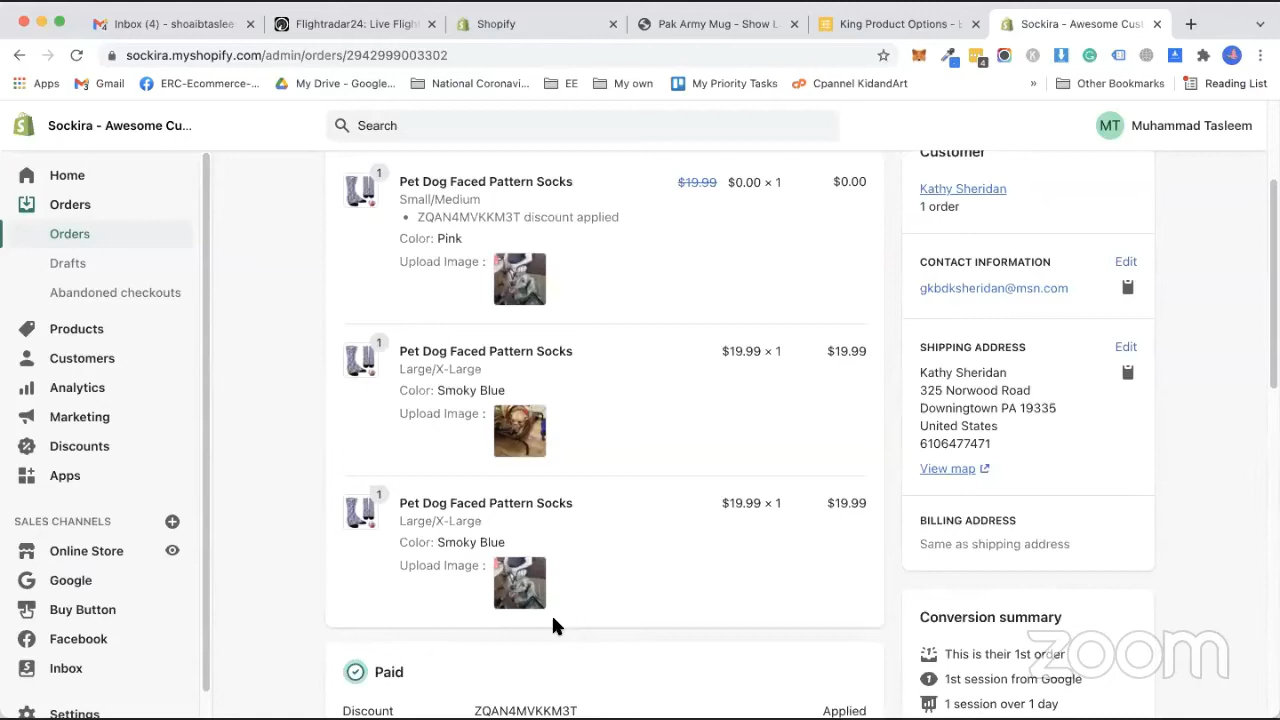 Inbox (4) - shoaibtaslee
Flightradar24: Live Fligh
Shopify
Pak Army Mug - Show L
King Product Options - b
Sockira - Awesome Cus
sockira.myshopify.com/admin/orders/2942999003302
4
Apps
Gmail
ERC-Ecommerce-...
My Drive - Google...
National Coronavi...
EE
My own
My Priority Tasks
Cpannel KidandArt
»
Other Bookmarks
Reading List
Sockira - Awesome Cu...
Search
MT
Muhammad Tasleem
Home
Orders
Orders
Drafts
Abandoned checkouts
Products
Customers
Analytics
Marketing
Discounts
Apps
SALES CHANNELS
Online Store
Google
Buy Button
Facebook
Inbox
Settings
1
Pet Dog Faced Pattern Socks
$19.99 $0.00 × 1 $0.00
Small/Medium
• ZQAN4MVKKM3T discount applied
Color: Pink
Upload Image :
1
Pet Dog Faced Pattern Socks
$19.99 × 1 $19.99
Large/X-Large
Color: Smoky Blue
Upload Image :
1
Pet Dog Faced Pattern Socks
$19.99 × 1 $19.99
Large/X-Large
Color: Smoky Blue
Upload Image :
Paid
Discount ZQAN4MVKKM3T Applied
Customer
Kathy Sheridan
1 order
CONTACT INFORMATION
Edit
gkbdksheridan@msn.com
SHIPPING ADDRESS
Edit
Kathy Sheridan
325 Norwood Road
Downingtown PA 19335
United States
6106477471
View map
BILLING ADDRESS
Same as shipping address
Conversion summary
This is their 1st order
1st session from Google
1 session over 1 day
zoom